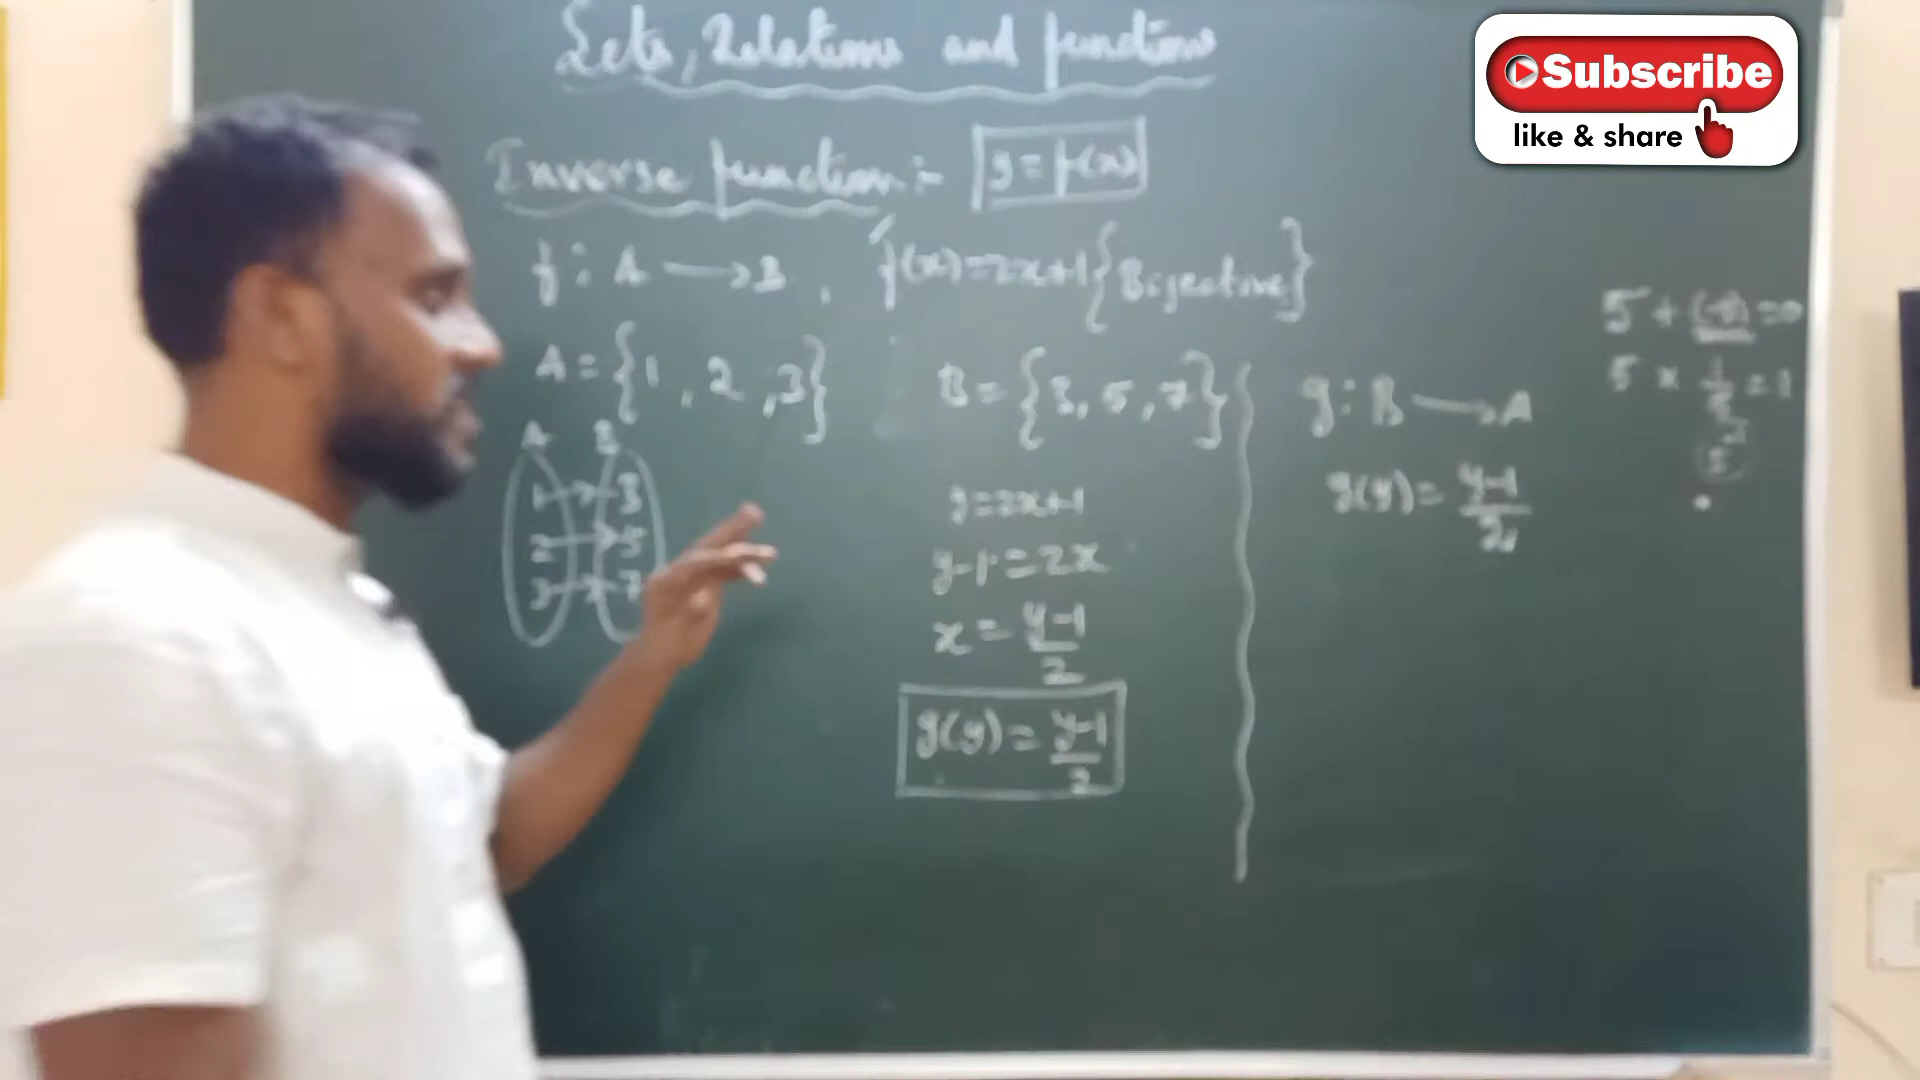 Sets, Relations and functions
Inverse function :- y = f(x)
f : A → B , f(x)=2x+1 {Bijective}
A = {1 , 2 , 3} B = {3, 5, 7}
A B
1 → 3
2 → 5
3 → 7
y=2x+1
y-1=2x
x = y-1/2
g(y) = y-1/2
g : B → A
g(y) = y-1/2
5 + (-5) = 0
5 × 1/5 = 1
Subscribe
like & share